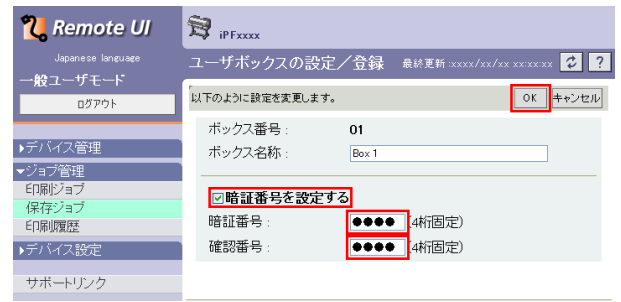 Remote UI
Japanese language
一般ユーザモード
ログアウト
▶デバイス管理
▼ジョブ管理
印刷ジョブ
保存ジョブ
印刷履歴
▶デバイス設定
サポートリンク
iPFxxxx
ユーザボックスの設定／登録 最終更新:xxxx/xx/xx xx:xx:xx ?
以下のように設定を変更します。 OK キャンセル
ボックス番号: 01
ボックス名称: Box 1
暗証番号を設定する
暗証番号: ●●●● (4桁固定)
確認番号: ●●●● (4桁固定)